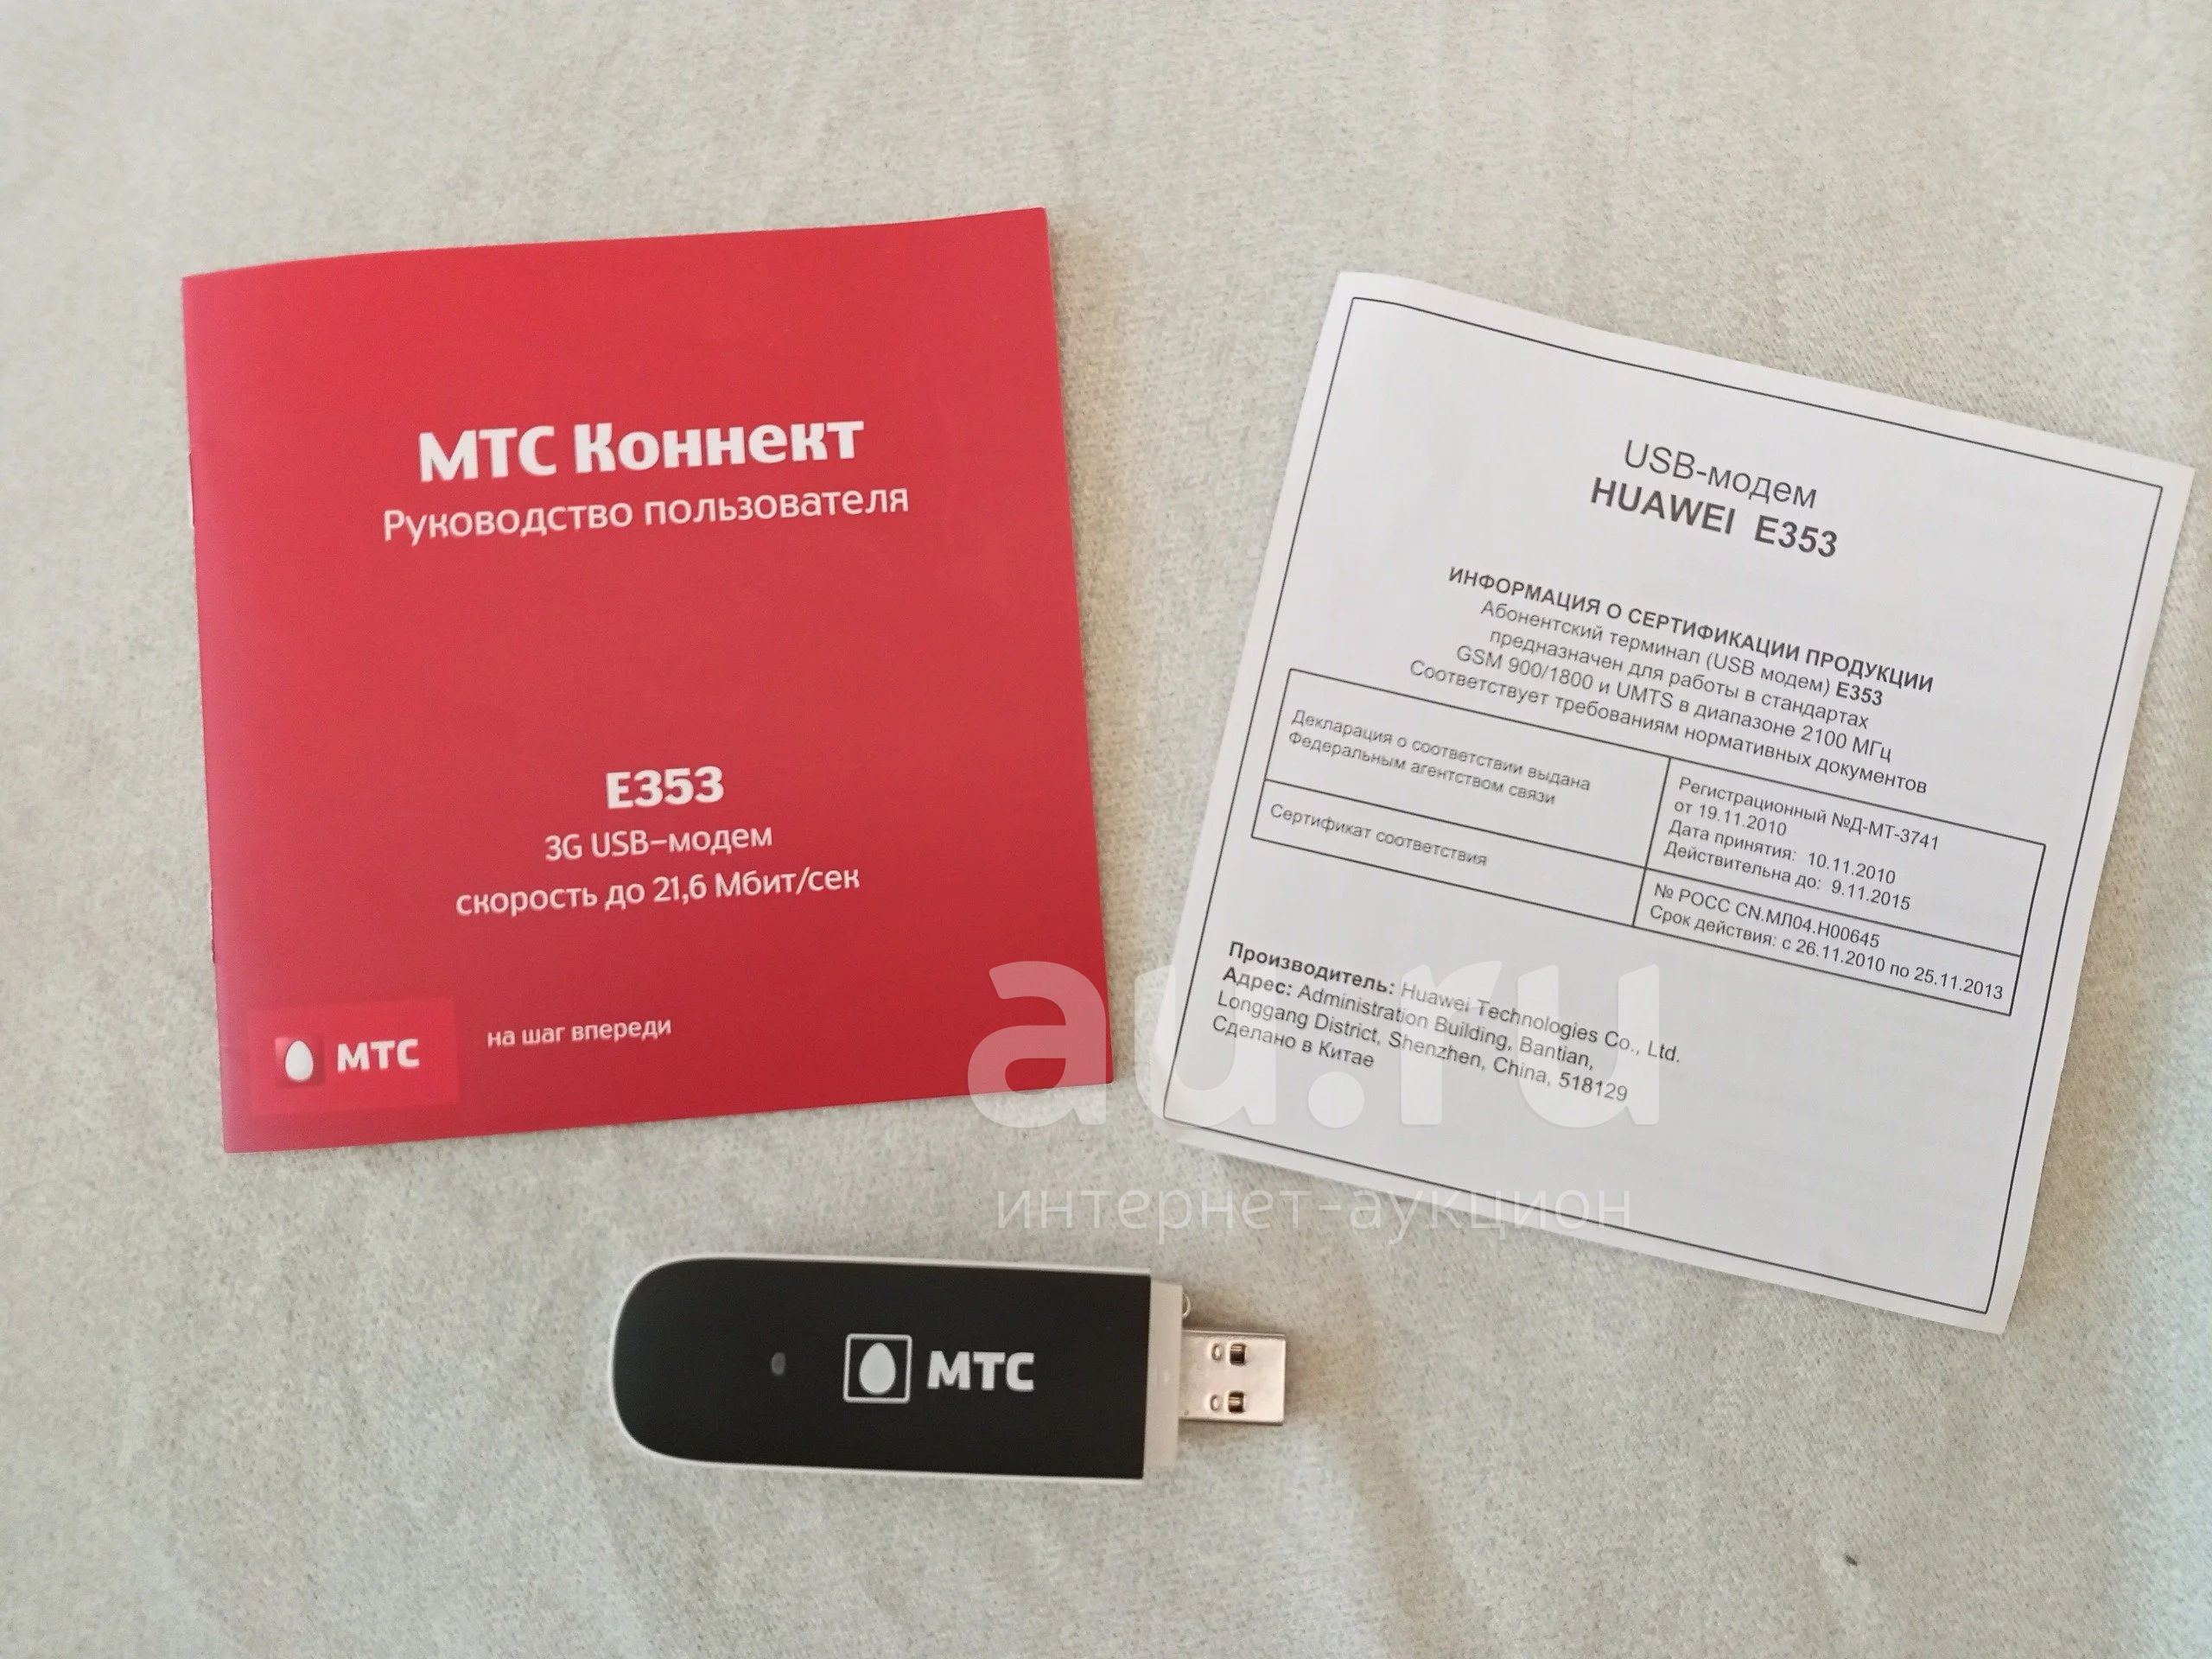 МТС Коннект
Руководство пользователя
E353
3G USB-модем
скорость до 21,6 Мбит/сек
МТС
на шаг впереди
USB-модем
HUAWEI E353
ИНФОРМАЦИЯ О СЕРТИФИКАЦИИ ПРОДУКЦИИ
Абонентский терминал (USB модем) E353
предназначен для работы в стандартах
GSM 900/1800 и UMTS в диапазоне 2100 МГц
Соответствует требованиям нормативных документов
Декларация о соответствии выдана
Федеральным агентством связи
Регистрационный №Д-МТ-3741
от 19.11.2010
Дата принятия: 10.11.2010
Действительна до: 9.11.2015
Сертификат соответствия
№ РОСС CN.МЛ04.Н00645
Срок действия: с 26.11.2010 по 25.11.2013
Производитель: Huawei Technologies Co., Ltd.
Адрес: Administration Building, Bantian,
Longgang District, Shenzhen, China, 518129
Сделано в Китае
au.ru
интернет-аукцион
МТС